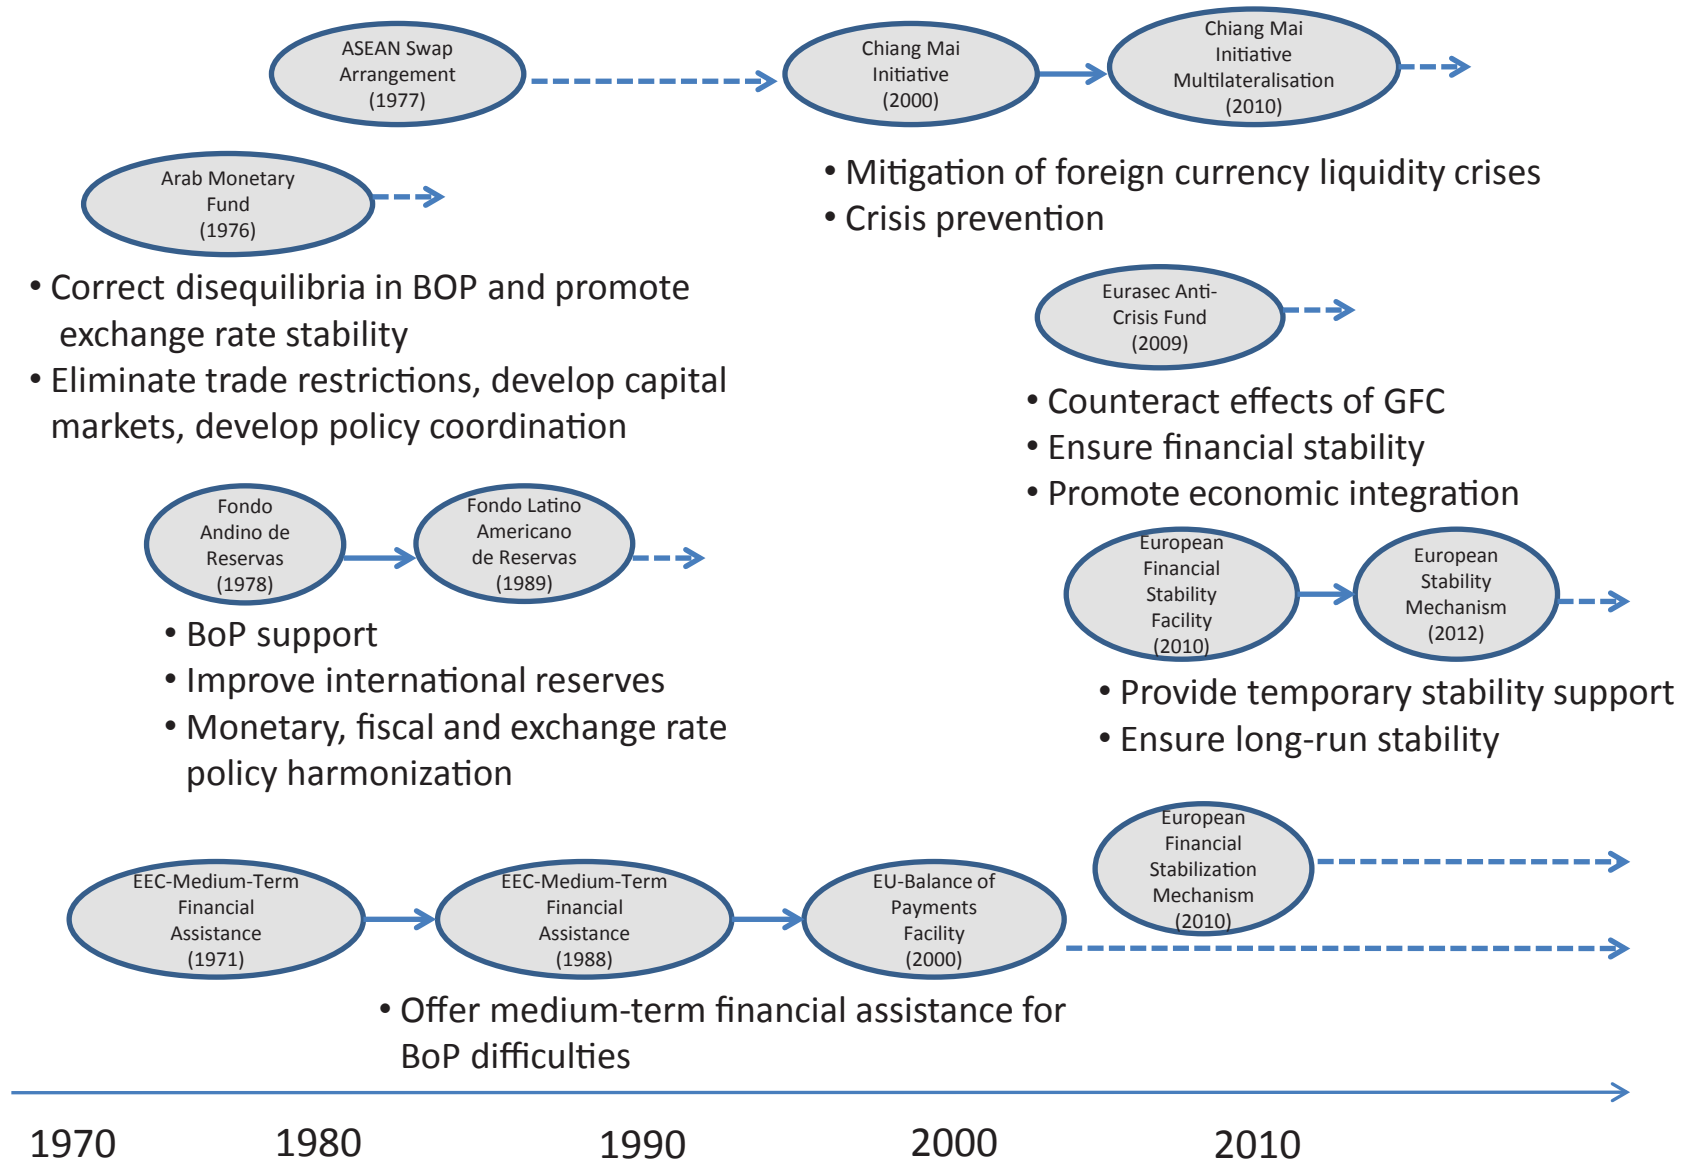 ASEAN Swap
Arrangement
(1977)
Chiang Mai
Initiative
(2000)
Chiang Mai
Initiative
Multilateralisation
(2010)
Arab Monetary
Fund
(1976)
• Mitigation of foreign currency liquidity crises
• Crisis prevention
• Correct disequilibria in BOP and promote
exchange rate stability
• Eliminate trade restrictions, develop capital
markets, develop policy coordination
Eurasec Anti-
Crisis Fund
(2009)
• Counteract effects of GFC
• Ensure financial stability
• Promote economic integration
Fondo
Andino de
Reservas
(1978)
Fondo Latino
Americano
de Reservas
(1989)
• BoP support
• Improve international reserves
• Monetary, fiscal and exchange rate
policy harmonization
European
Financial
Stability
Facility
(2010)
European
Stability
Mechanism
(2012)
• Provide temporary stability support
• Ensure long-run stability
EEC-Medium-Term
Financial
Assistance
(1971)
EEC-Medium-Term
Financial
Assistance
(1988)
EU-Balance of
Payments
Facility
(2000)
European
Financial
Stabilization
Mechanism
(2010)
• Offer medium-term financial assistance for
BoP difficulties
1970 1980 1990 2000 2010